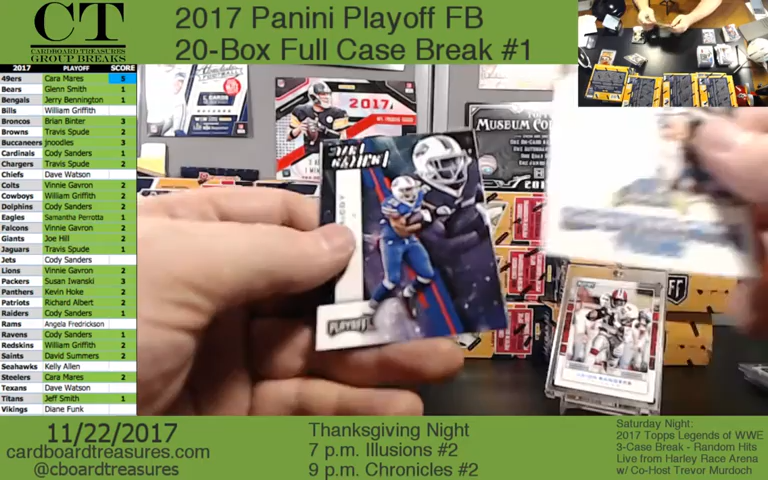 CT
CARDBOARD TREASURES
GROUP BREAKS
2017 Panini Playoff FB
20-Box Full Case Break #1
2017 PLAYOFF SCORE
49ers Cara Mares 5
Bears Glenn Smith 1
Bengals Jerry Bennington 1
Bills William Griffith
Broncos Brian Binter 3
Browns Travis Spude 2
Buccaneers Jnoodles 3
Cardinals Cody Sanders 1
Chargers Travis Spude 2
Chiefs Dave Watson
Colts Vinnie Gavron 2
Cowboys William Griffith 2
Dolphins Cody Sanders 2
Eagles Samantha Perrotta 1
Falcons Vinnie Gavron 2
Giants Joe Hill 2
Jaguars Travis Spude 1
Jets Cody Sanders
Lions Vinnie Gavron 2
Packers Susan Iwanski 3
Panthers Kevin Hoke 2
Patriots Richard Albert 2
Raiders Cody Sanders 1
Rams Angela Fredrickson
Ravens Cody Sanders 1
Redskins William Griffith 2
Saints David Summers 2
Seahawks Kelly Allen
Steelers Cara Mares 2
Texans Dave Watson
Titans Jeff Smith 1
Vikings Diane Funk
2017
MUSEUM
PLAYOFF
11/22/2017
cardboardtreasures.com
@cboardtreasures
Thanksgiving Night
7 p.m. Illusions #2
9 p.m. Chronicles #2
Saturday Night:
2017 Topps Legends of WWE
3-Case Break - Random Hits
Live from Harley Race Arena
w/ Co-Host Trevor Murdoch